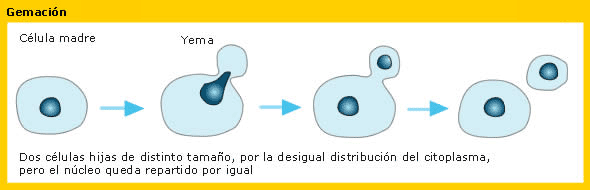 Gemación
Célula madre
Yema
Dos células hijas de distinto tamaño, por la desigual distribución del citoplasma,
pero el núcleo queda repartido por igual